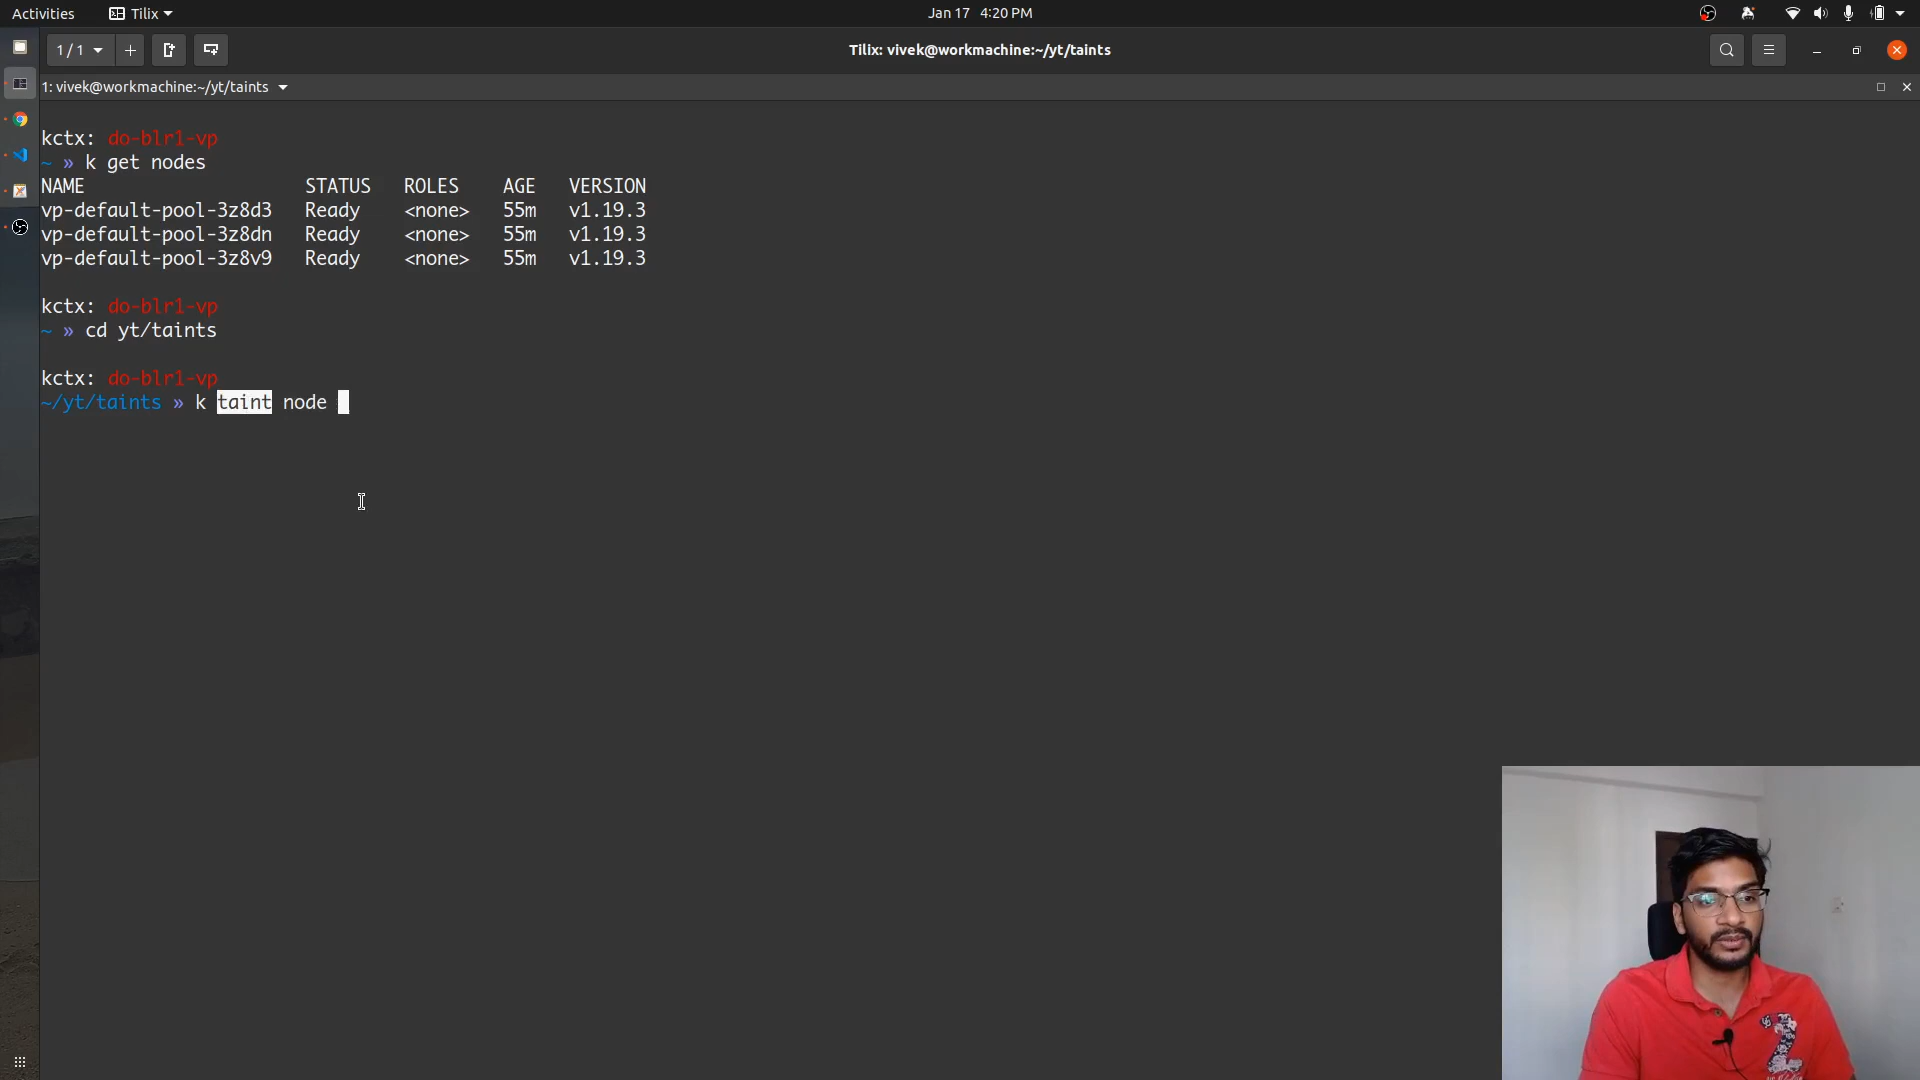 Activities Tilix Jan 17 4:20 PM
1 / 1 Tilix: vivek@workmachine:~/yt/taints
1: vivek@workmachine:~/yt/taints
kctx: do-blr1-vp
~ » k get nodes
NAME STATUS ROLES AGE VERSION
vp-default-pool-3z8d3 Ready <none> 55m v1.19.3
vp-default-pool-3z8dn Ready <none> 55m v1.19.3
vp-default-pool-3z8v9 Ready <none> 55m v1.19.3
kctx: do-blr1-vp
~ » cd yt/taints
kctx: do-blr1-vp
~/yt/taints » k taint node